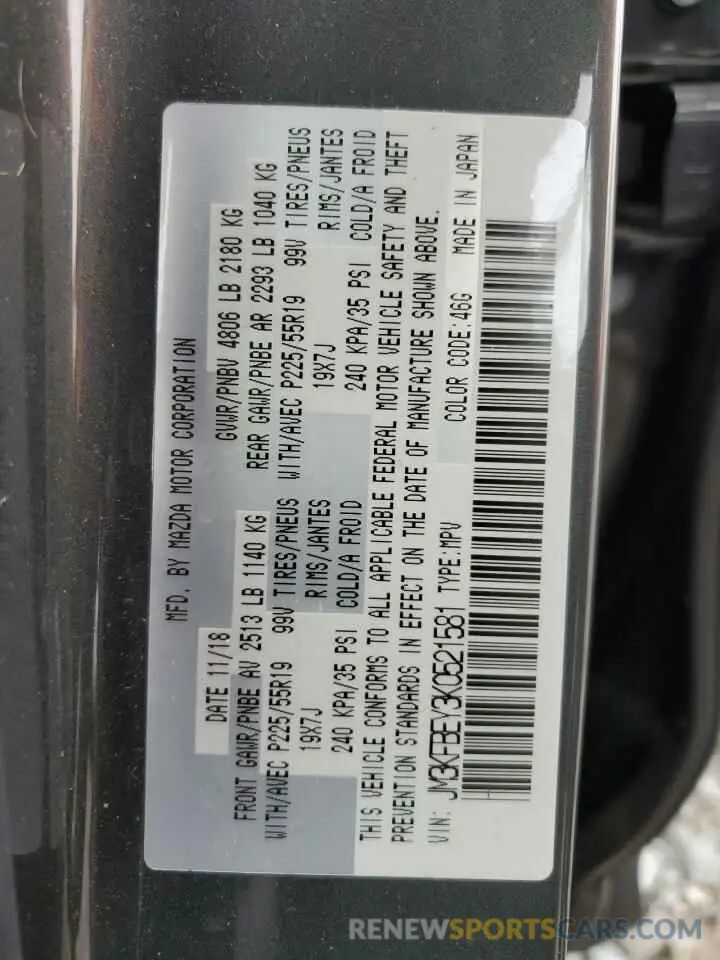 MFD. BY MAZDA MOTOR CORPORATION
DATE 11/18 GVWR/PNBV 4806 LB 2180 KG
FRONT GAWR/PNBE AV 2513 LB 1140 KG REAR GAWR/PNBE AR 2293 LB 1040 KG
WITH/AVEC P225/55R19 99V TIRES/PNEUS WITH/AVEC P225/55R19 99V TIRES/PNEUS
19X7J RIMS/JANTES 19X7J RIMS/JANTES
240 KPA/35 PSI COLD/A FROID 240 KPA/35 PSI COLD/A FROID
THIS VEHICLE CONFORMS TO ALL APPLICABLE FEDERAL MOTOR VEHICLE SAFETY AND THEFT
PREVENTION STANDARDS IN EFFECT ON THE DATE OF MANUFACTURE SHOWN ABOVE.
VIN: JM3KFBEY3K0521581 TYPE:MPV COLOR CODE:46G MADE IN JAPAN
RENEWSPORTSCARS.COM